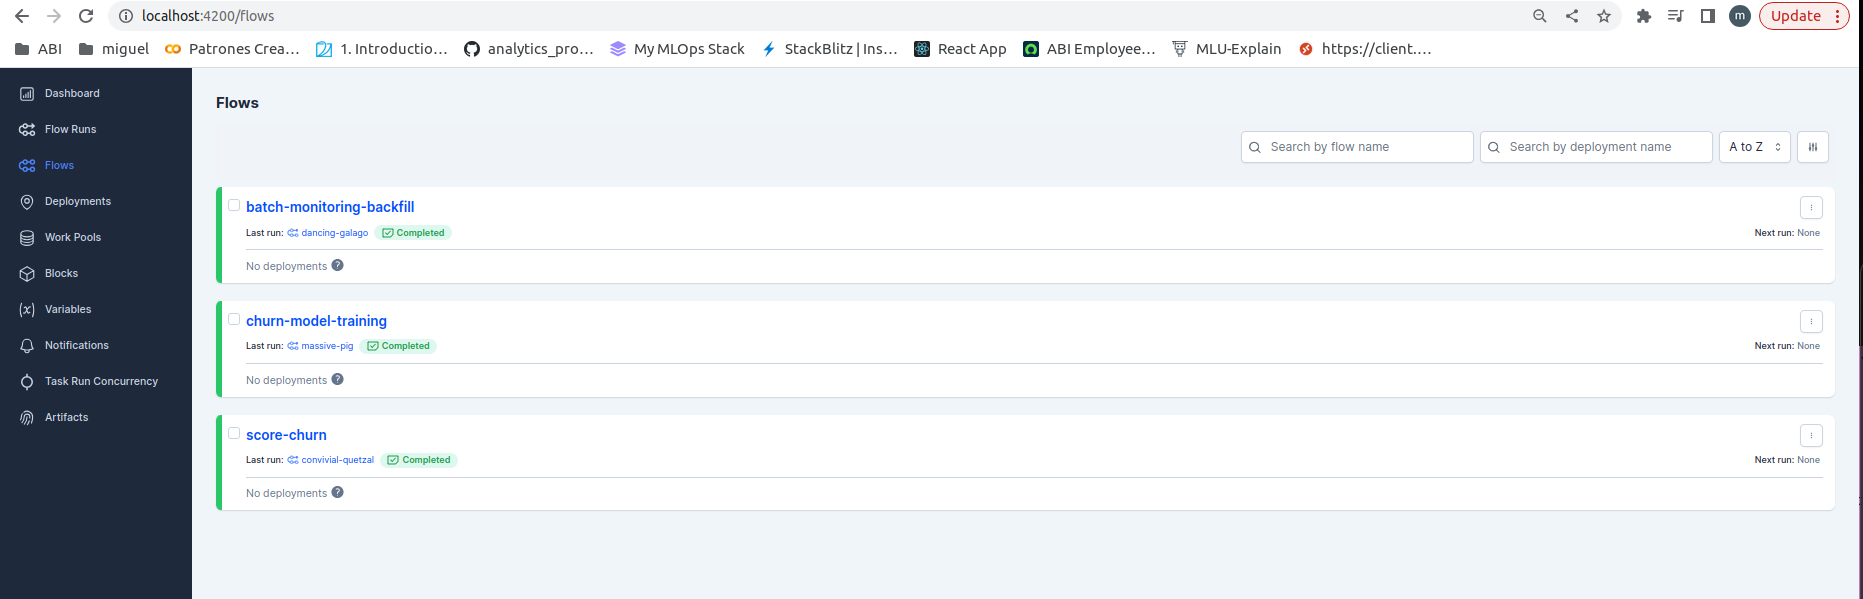 localhost:4200/flows
m
Update
ABI
miguel
Patrones Crea...
1. Introductio...
analytics_pro...
My MLOps Stack
StackBlitz | Ins...
React App
ABI Employee...
MLU-Explain
https://client....
Dashboard
Flow Runs
Flows
Deployments
Work Pools
Blocks
Variables
Notifications
Task Run Concurrency
Artifacts
Flows
Search by flow name
Search by deployment name
A to Z
batch-monitoring-backfill
Last run: dancing-galago Completed
Next run: None
No deployments ?
churn-model-training
Last run: massive-pig Completed
Next run: None
No deployments ?
score-churn
Last run: convivial-quetzal Completed
Next run: None
No deployments ?